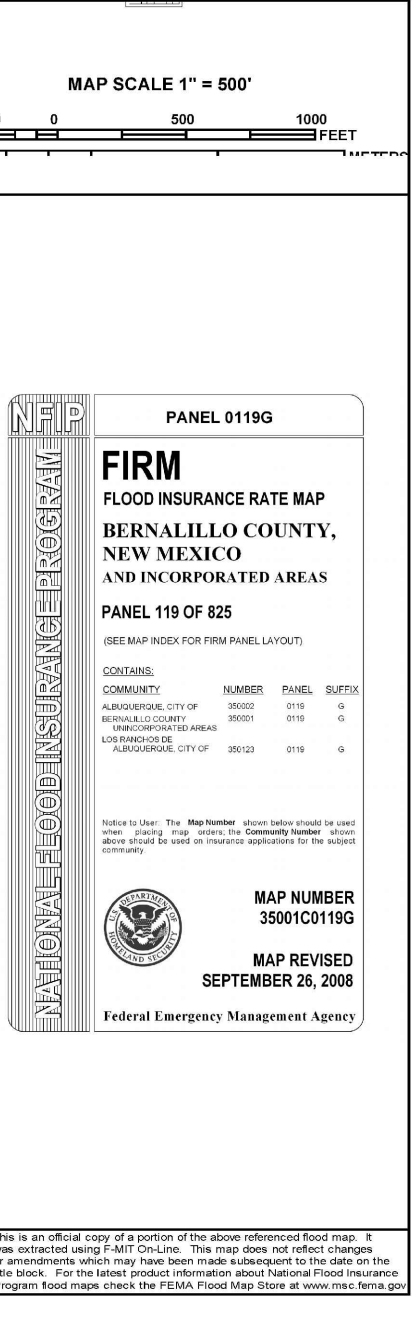 MAP SCALE 1" = 500'
0 500 1000
FEET
NFIP
PANEL 0119G
NATIONAL FLOOD INSURANCE PROGRAM
FIRM
FLOOD INSURANCE RATE MAP
BERNALILLO COUNTY,
NEW MEXICO
AND INCORPORATED AREAS
PANEL 119 OF 825
(SEE MAP INDEX FOR FIRM PANEL LAYOUT)
CONTAINS:
COMMUNITY NUMBER PANEL SUFFIX
ALBUQUERQUE, CITY OF 350002 0119 G
BERNALILLO COUNTY 350001 0119 G
UNINCORPORATED AREAS
LOS RANCHOS DE
ALBUQUERQUE, CITY OF 350123 0119 G
Notice to User: The Map Number shown below should be used
when placing map orders; the Community Number shown
above should be used on insurance applications for the subject
community.
U.S. DEPARTMENT OF HOMELAND SECURITY
MAP NUMBER
35001C0119G
MAP REVISED
SEPTEMBER 26, 2008
Federal Emergency Management Agency
his is an official copy of a portion of the above referenced flood map. It
as extracted using F-MIT On-Line. This map does not reflect changes
r amendments which may have been made subsequent to the date on the
tle block. For the latest product information about National Flood Insurance
rogram flood maps check the FEMA Flood Map Store at www.msc.fema.gov